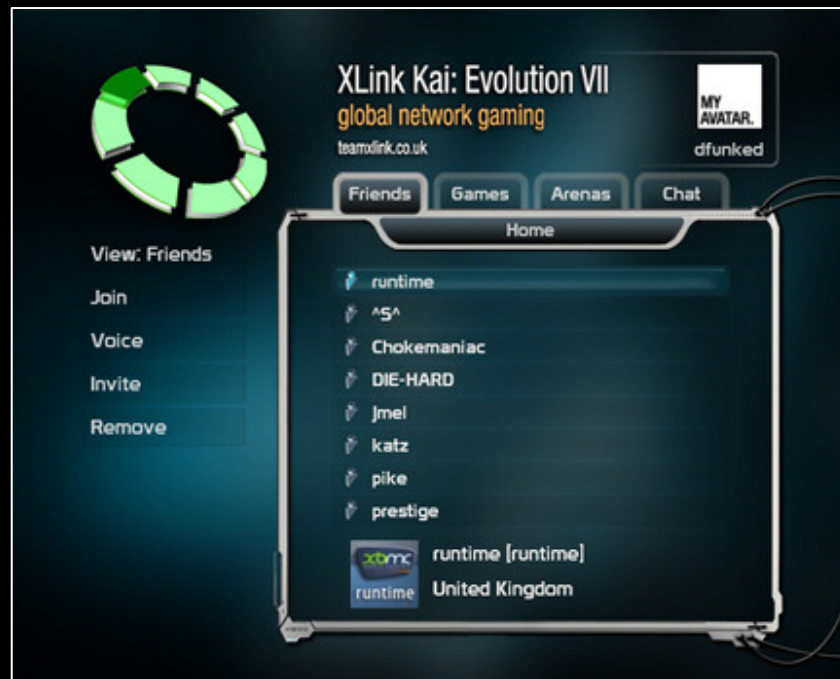 XLink Kai: Evolution VII
global network gaming
teamxlink.co.uk
MY
AVATAR.
dfunked
Friends Games Arenas Chat
Home
View: Friends
Join
Voice
Invite
Remove
runtime
^S^
Chokemaniac
DIE-HARD
Jmel
katz
pike
prestige
xbmc
runtime
runtime [runtime]
United Kingdom